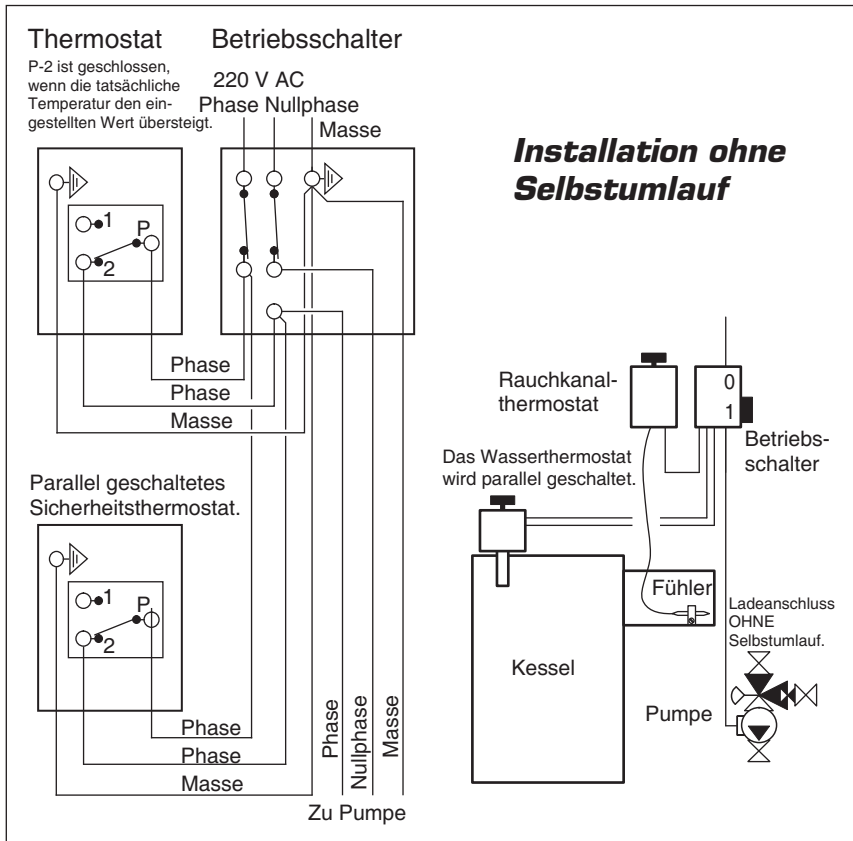 Thermostat
P-2 ist geschlossen,
wenn die tatsächliche
Temperatur den ein-
gestellten Wert übersteigt.
Betriebsschalter
220 V AC
Phase Nullphase
Masse
Installation ohne
Selbstumlauf
1
P
2
Phase
Phase
Masse
Parallel geschaltetes
Sicherheitsthermostat.
1
P
2
Phase
Phase
Masse
Phase
Nullphase
Masse
Zu Pumpe
Rauchkanal-
thermostat
0
1
Betriebs-
schalter
Das Wasserthermostat
wird parallel geschaltet.
Fühler
Kessel
Ladeanschluss
OHNE
Selbstumlauf.
Pumpe